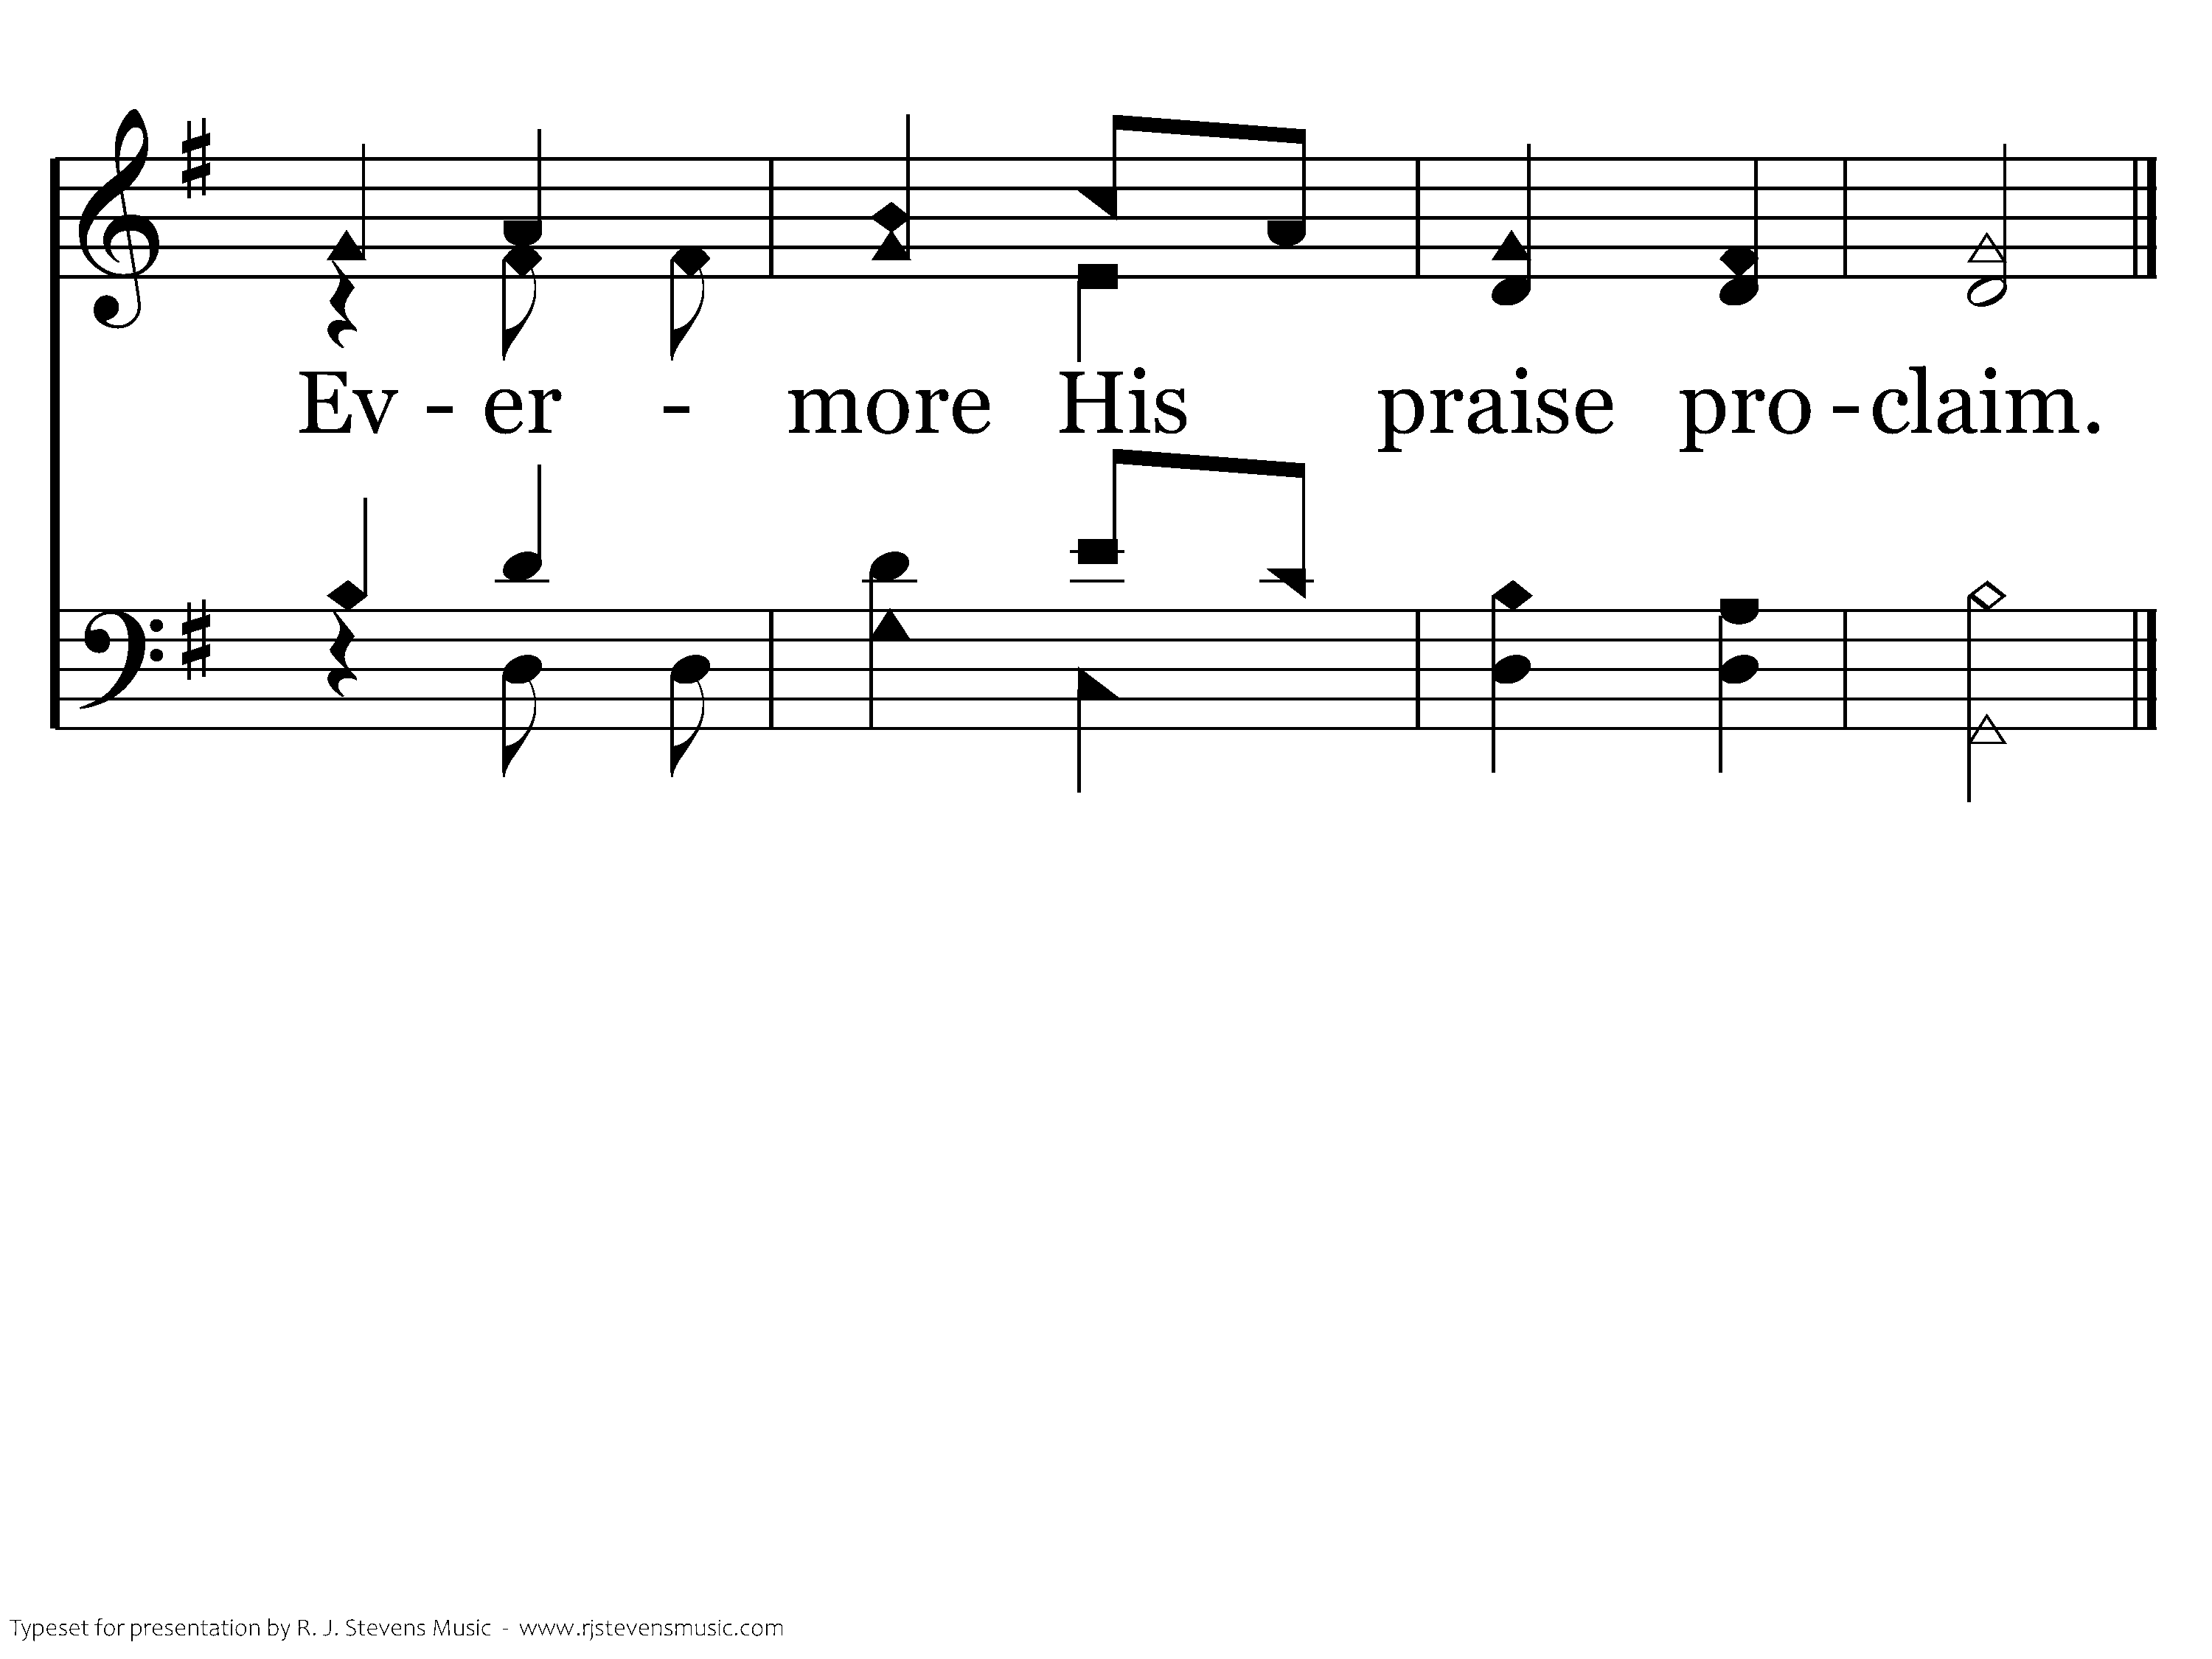 Ev - er - more His praise pro - claim.
Typeset for presentation by R. J. Stevens Music - www.rjstevensmusic.com